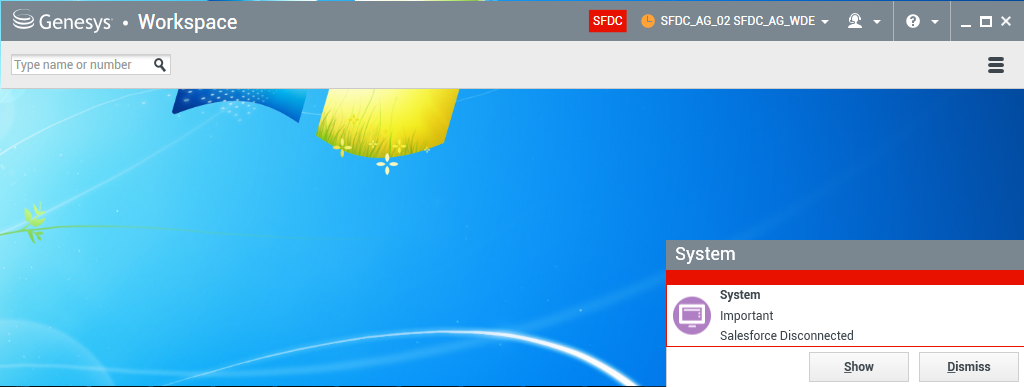 Genesys • Workspace
SFDC
SFDC_AG_02 SFDC_AG_WDE
Type name or number
System
System
Important
Salesforce Disconnected
Show
Dismiss